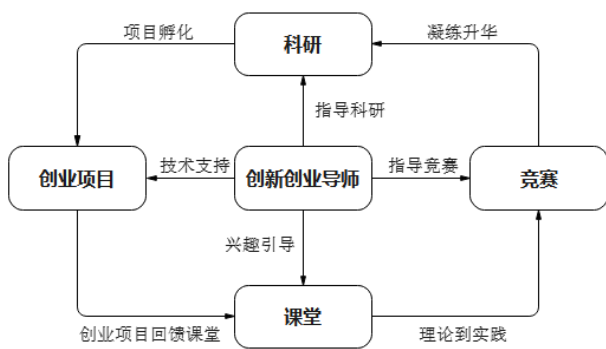 项目孵化
科研
凝练升华
指导科研
创业项目
技术支持
创新创业导师
指导竞赛
竞赛
兴趣引导
课堂
创业项目回馈课堂
理论到实践